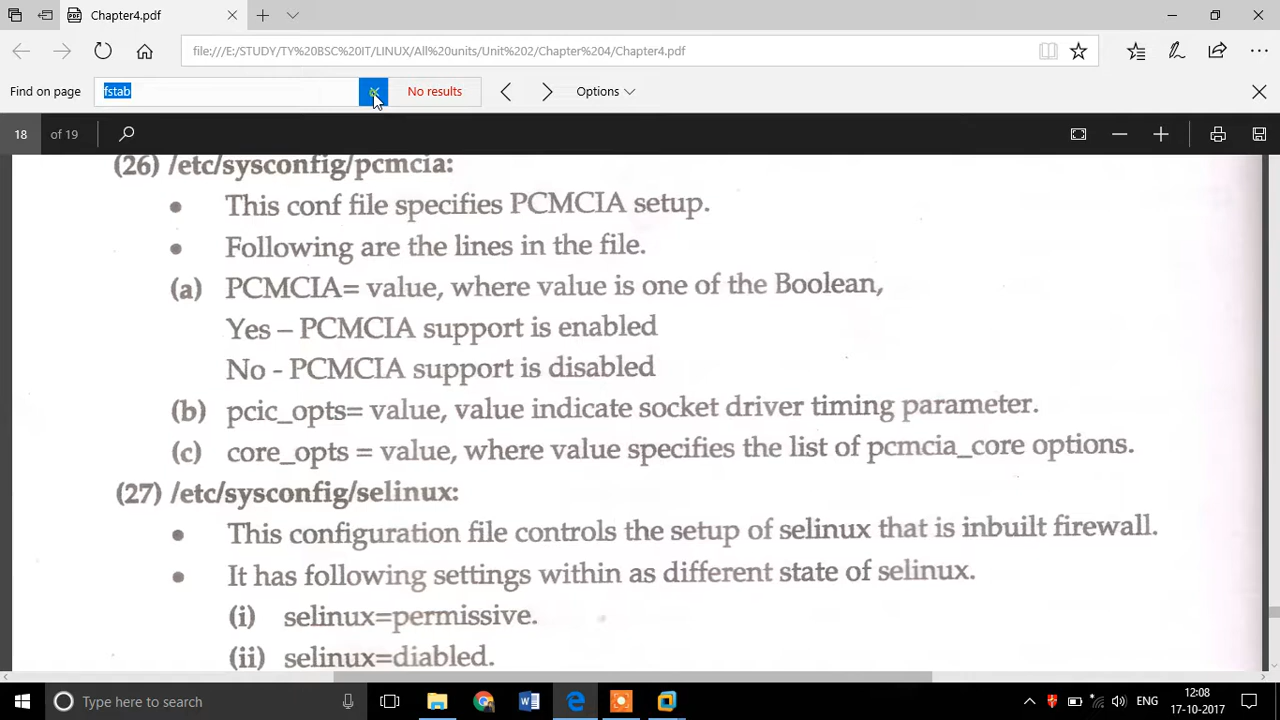 Chapter4.pdf
file:///E:/STUDY/TY%20BSC%20IT/LINUX/All%20units/Unit%202/Chapter%204/Chapter4.pdf
Find on page fstab No results Options
18 of 19
(26) /etc/sysconfig/pcmcia:
• This conf file specifies PCMCIA setup.
• Following are the lines in the file.
(a) PCMCIA= value, where value is one of the Boolean,
Yes – PCMCIA support is enabled
No - PCMCIA support is disabled
(b) pcic_opts= value, value indicate socket driver timing parameter.
(c) core_opts = value, where value specifies the list of pcmcia_core options.
(27) /etc/sysconfig/selinux:
• This configuration file controls the setup of selinux that is inbuilt firewall.
• It has following settings within as different state of selinux.
(i) selinux=permissive.
(ii) selinux=diabled.
Type here to search
ENG
12:08
17-10-2017